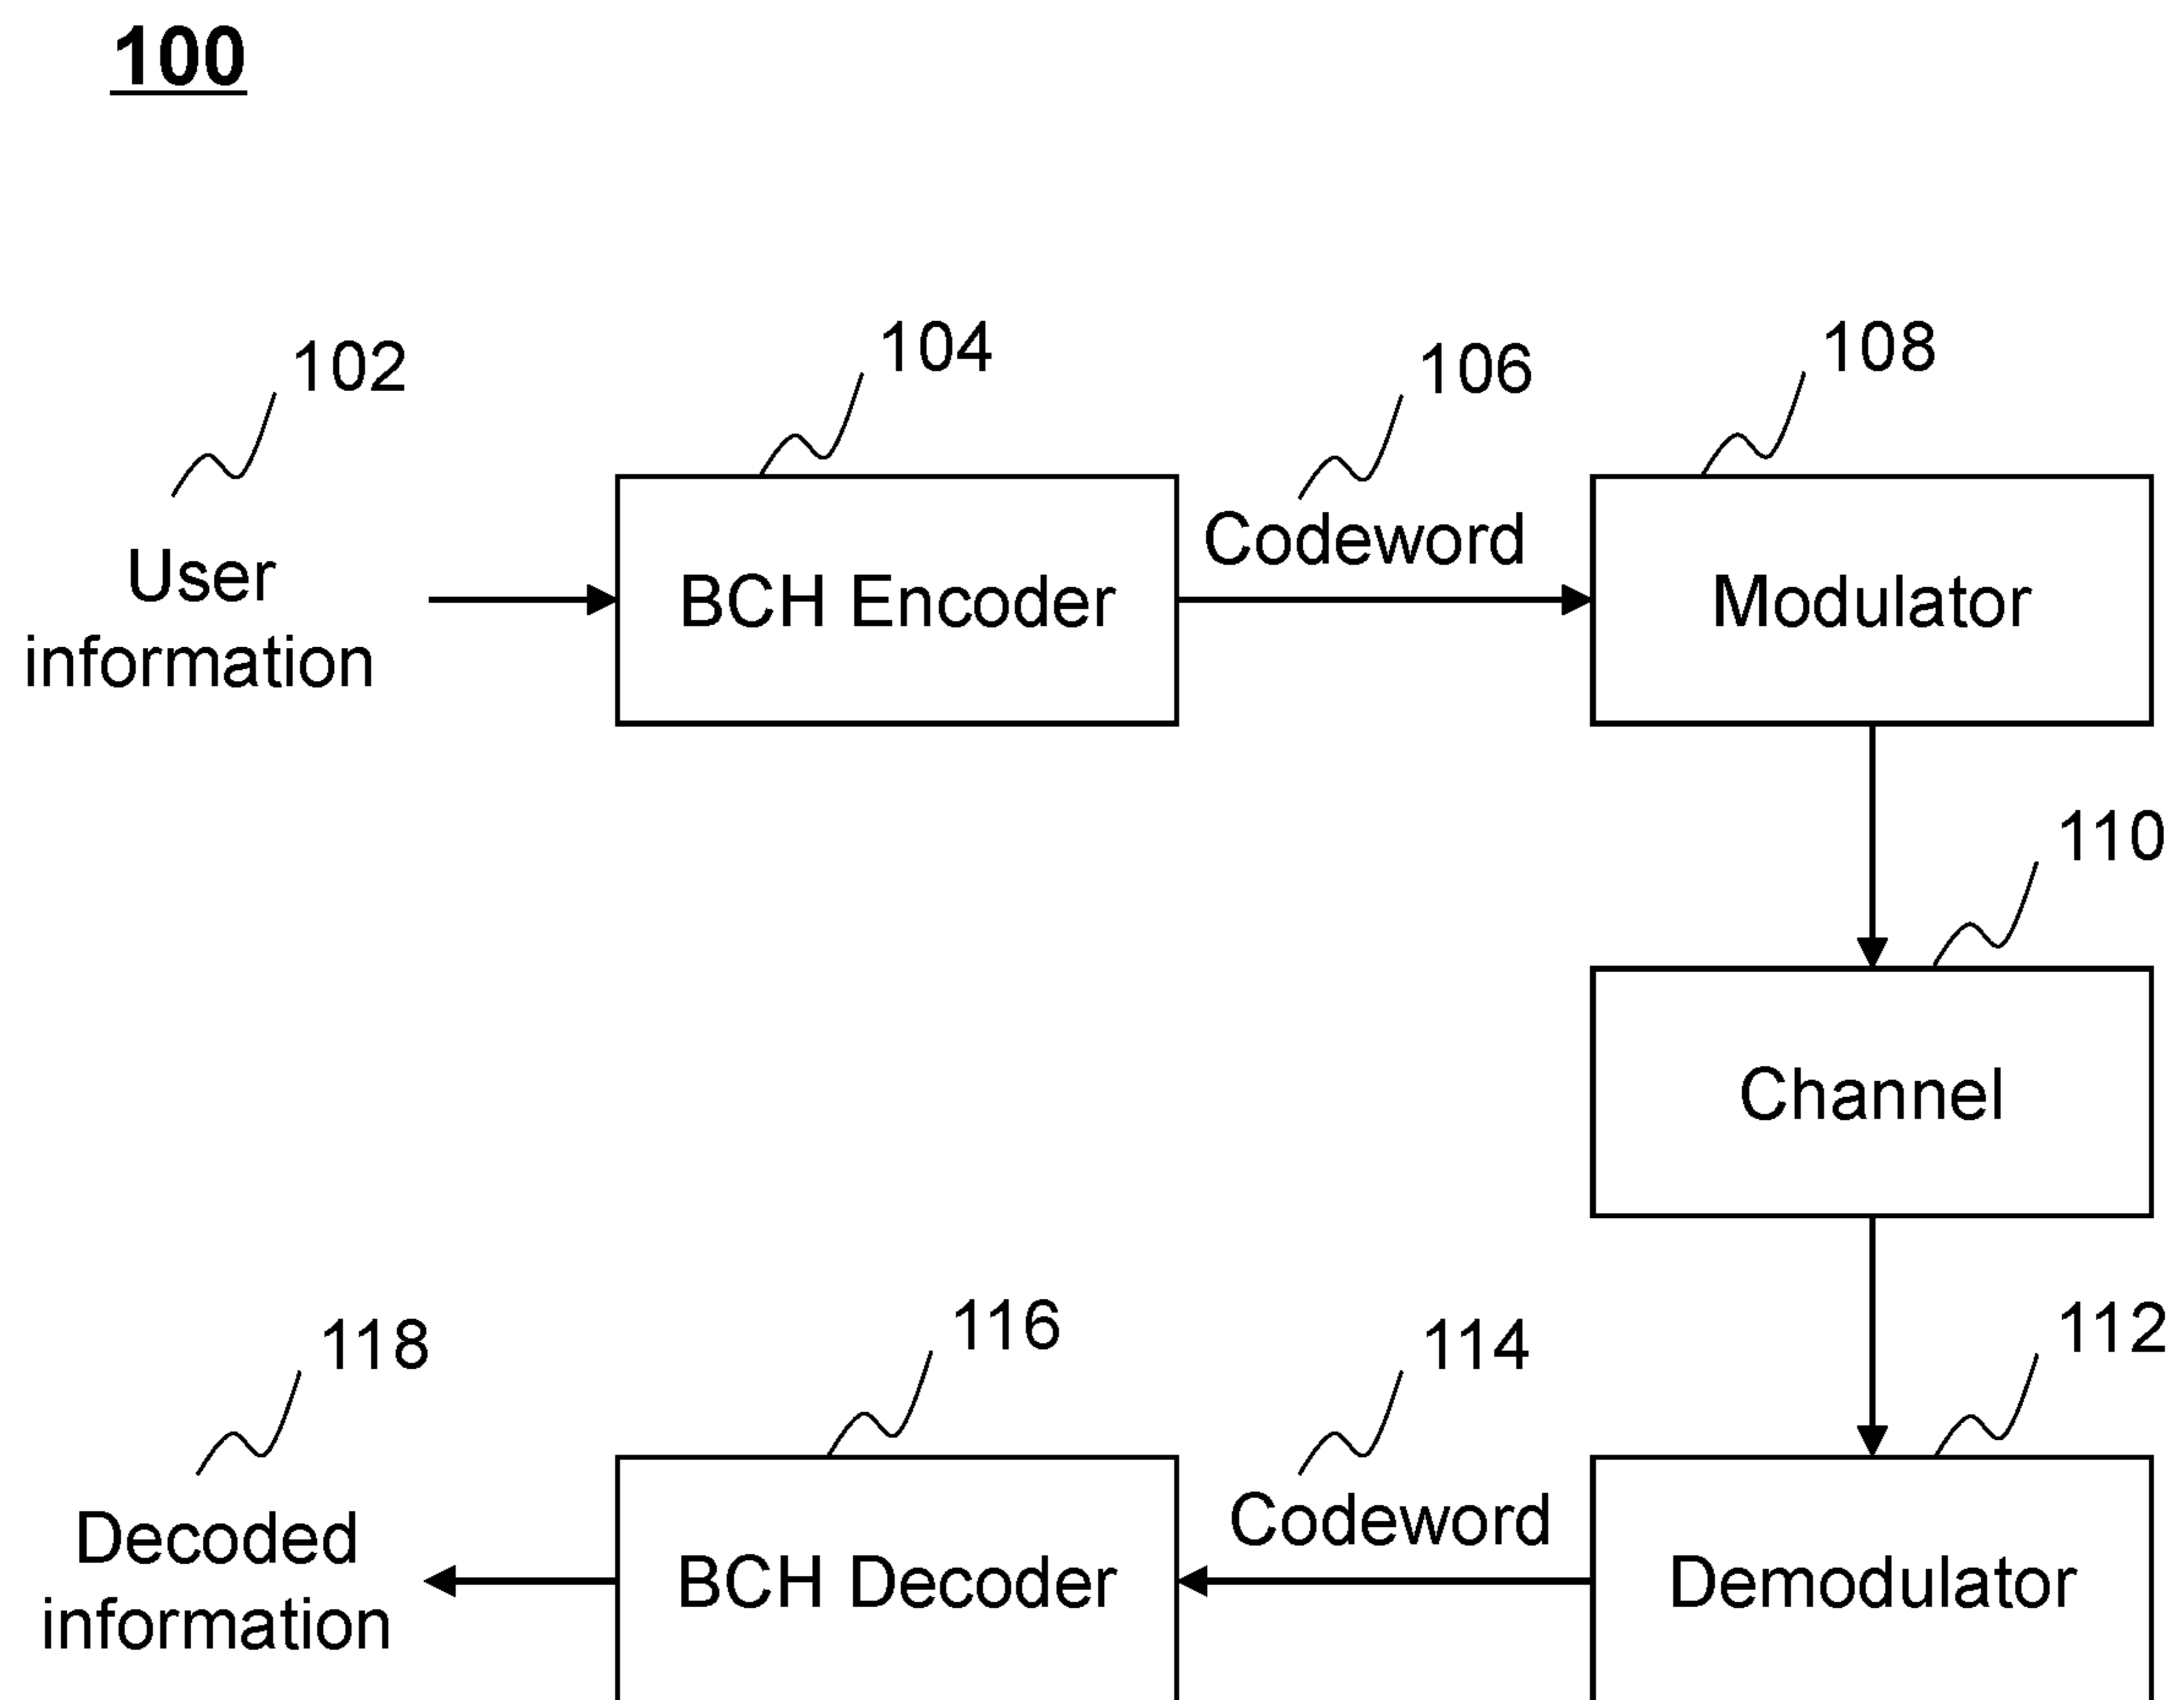 100
102
104
106
108
User
information
BCH Encoder
Codeword
Modulator
110
Channel
112
118
116
114
Decoded
information
BCH Decoder
Codeword
Demodulator